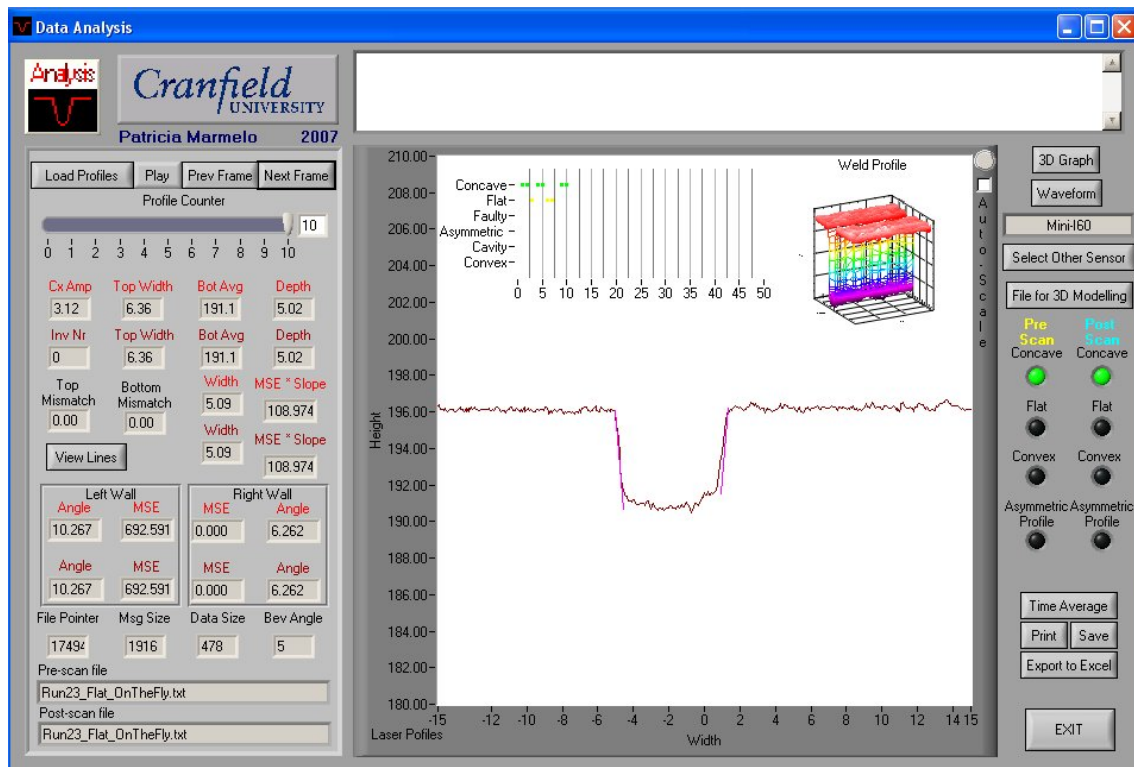 Data Analysis
Analysis
Cranfield
UNIVERSITY
Patricia Marmelo 2007
Load Profiles Play Prev Frame Next Frame
Profile Counter
10
0 1 2 3 4 5 6 7 8 9 10
Cx Amp Top Width Bot Avg Depth
3.12 6.36 191.1 5.02
Inv Nr Top Width Bot Avg Depth
0 6.36 191.1 5.02
Top Mismatch Bottom Mismatch Width MSE * Slope
0.00 0.00 5.09 108.974
Width MSE * Slope
View Lines 5.09 108.974
Left Wall Right Wall
Angle MSE MSE Angle
10.267 692.591 0.000 6.262
Angle MSE MSE Angle
10.267 692.591 0.000 6.262
File Pointer Msg Size Data Size Bev Angle
1916 478 5
Pre-scan file
Run23_Flat_OnTheFly.txt
Post-scan file
Run23_Flat_OnTheFly.txt
210.00
208.00
206.00
204.00
202.00
200.00
198.00
196.00
194.00
192.00
190.00
188.00
186.00
184.00
182.00
180.00
Height
-15 -12 -10 -8 -6 -4 -2 0 2 4 6 8 10 12 14 15
Laser Pofiles
Width
Concave
Flat
Faulty
Asymmetric
Cavity
Convex
0 5 10 15 20 25 30 35 40 45 50
Weld Profile
Auto-Scale
3D Graph
Waveform
Mini-I60
Select Other Sensor
File for 3D Modelling
Pre Scan Post Scan
Concave Concave
Flat Flat
Convex Convex
Asymmetric Profile Asymmetric Profile
Time Average
Print Save
Export to Excel
EXIT